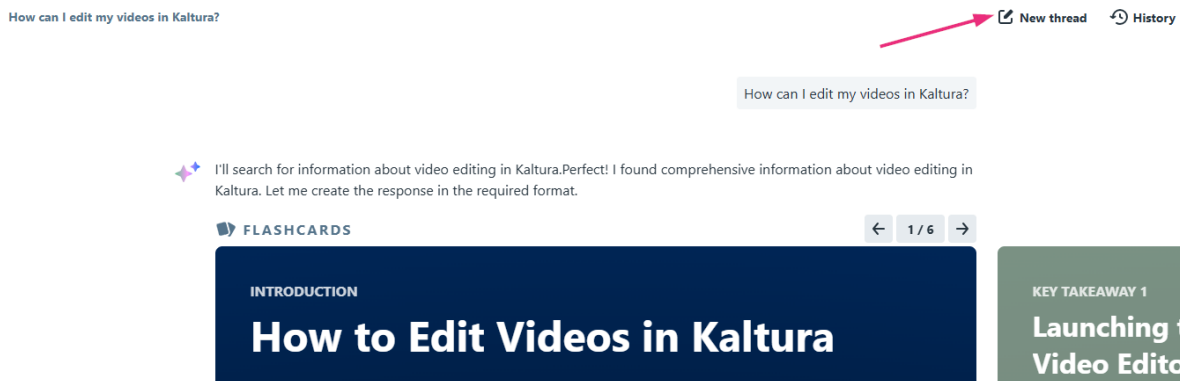 How can I edit my videos in Kaltura?
New thread
History
How can I edit my videos in Kaltura?
I'll search for information about video editing in Kaltura.Perfect! I found comprehensive information about video editing in
Kaltura. Let me create the response in the required format.
FLASHCARDS
1 / 6
INTRODUCTION
How to Edit Videos in Kaltura
KEY TAKEAWAY 1
Launching
Video